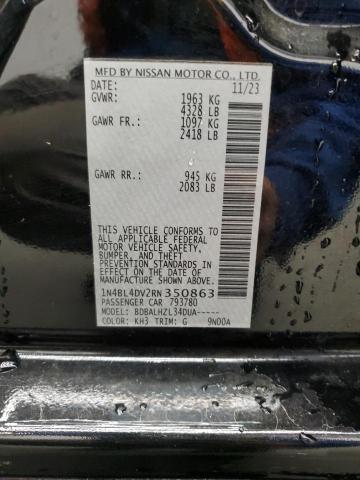 MFD BY NISSAN MOTOR CO., LTD.
DATE: 11/23
GVWR: 1963 KG
4328 LB
GAWR FR.: 1097 KG
2418 LB
GAWR RR.: 945 KG
2083 LB
THIS VEHICLE CONFORMS TO
ALL APPLICABLE FEDERAL
MOTOR VEHICLE SAFETY,
BUMPER, AND THEFT
PREVENTION STANDARDS IN
EFFECT ON THE DATE OF
MANUFACTURE SHOWN ABOVE.
1N4BL4DV2RN350863
PASSENGER CAR 793780
MODEL: BDBALHZL34DUA-----
COLOR: KH3 TRIM: G 9N00A